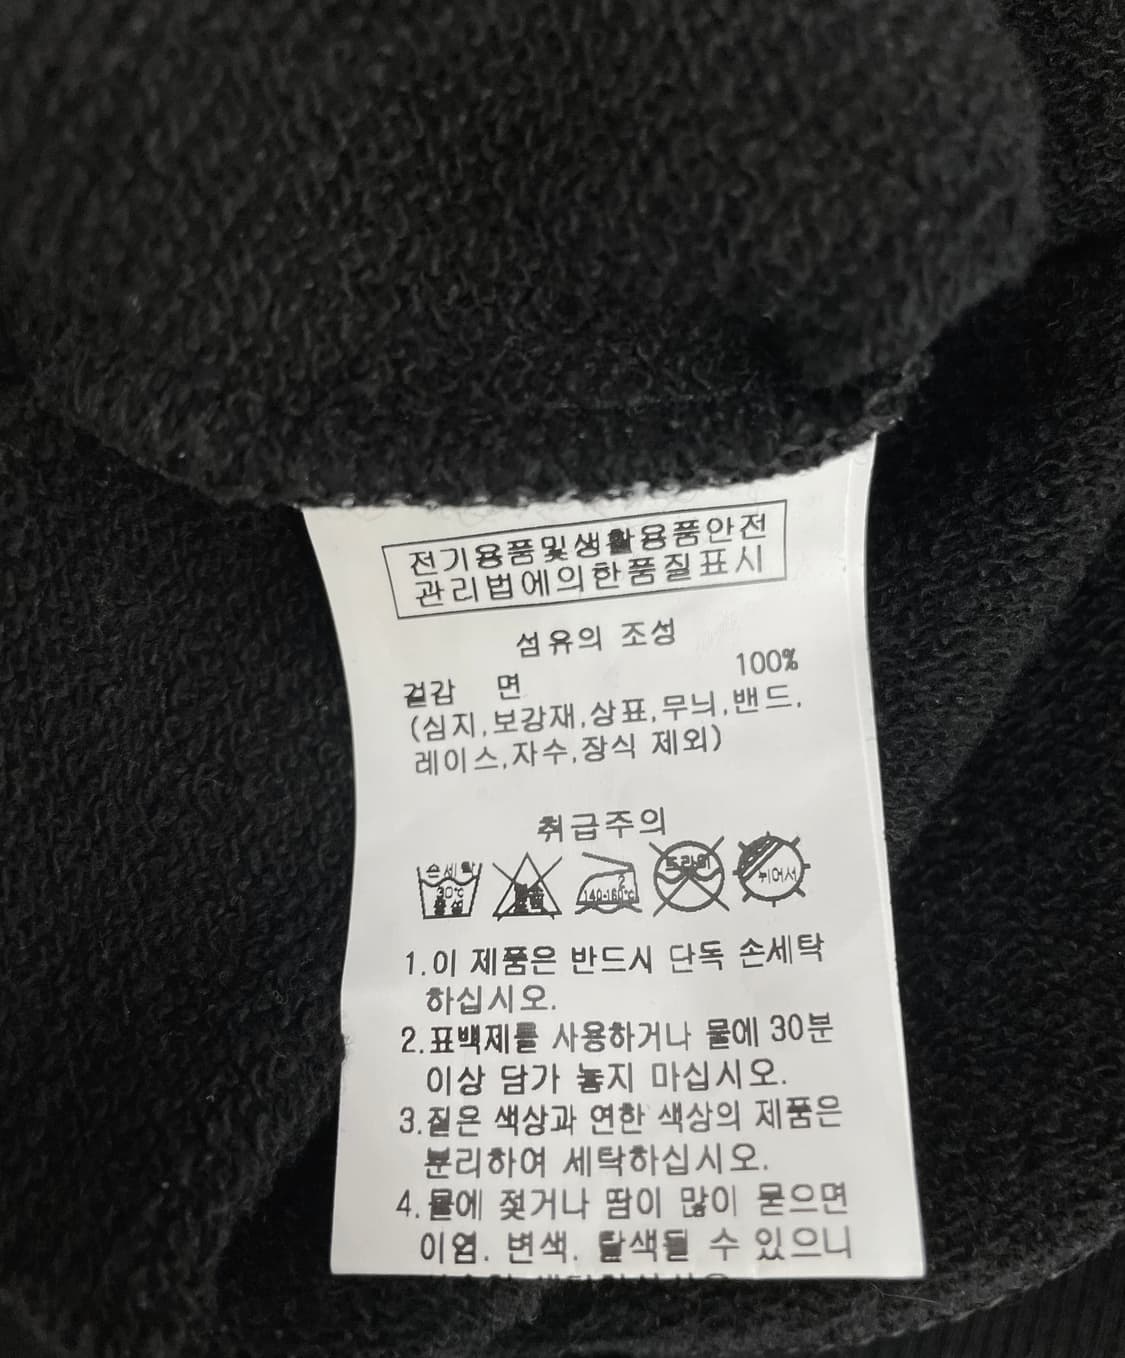 전기용품및생활용품안전
관리법에의한품질표시
섬유의 조성
겉감 면 100%
(심지,보강재,상표,무늬,밴드,
레이스,자수,장식 제외)
취급주의
손세탁 30℃ 중성
140-160℃ 2
드라이
뉘어서
1.이 제품은 반드시 단독 손세탁
하십시오.
2.표백제를 사용하거나 물에 30분
이상 담가 놓지 마십시오.
3.짙은 색상과 연한 색상의 제품은
분리하여 세탁하십시오.
4.물에 젖거나 땀이 많이 묻으면
이염. 변색. 탈색될 수 있으니